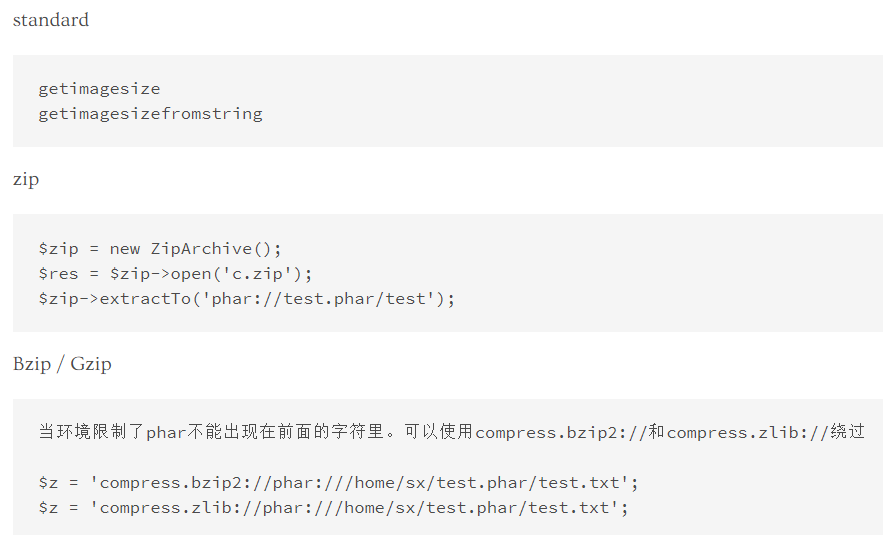 standard
getimagesize
getimagesizefromstring
zip
$zip = new ZipArchive();
$res = $zip->open('c.zip');
$zip->extractTo('phar://test.phar/test');
Bzip / Gzip
当环境限制了phar不能出现在前面的字符里。可以使用compress.bzip2://和compress.zlib://绕过
$z = 'compress.bzip2://phar:///home/sx/test.phar/test.txt';
$z = 'compress.zlib://phar:///home/sx/test.phar/test.txt';